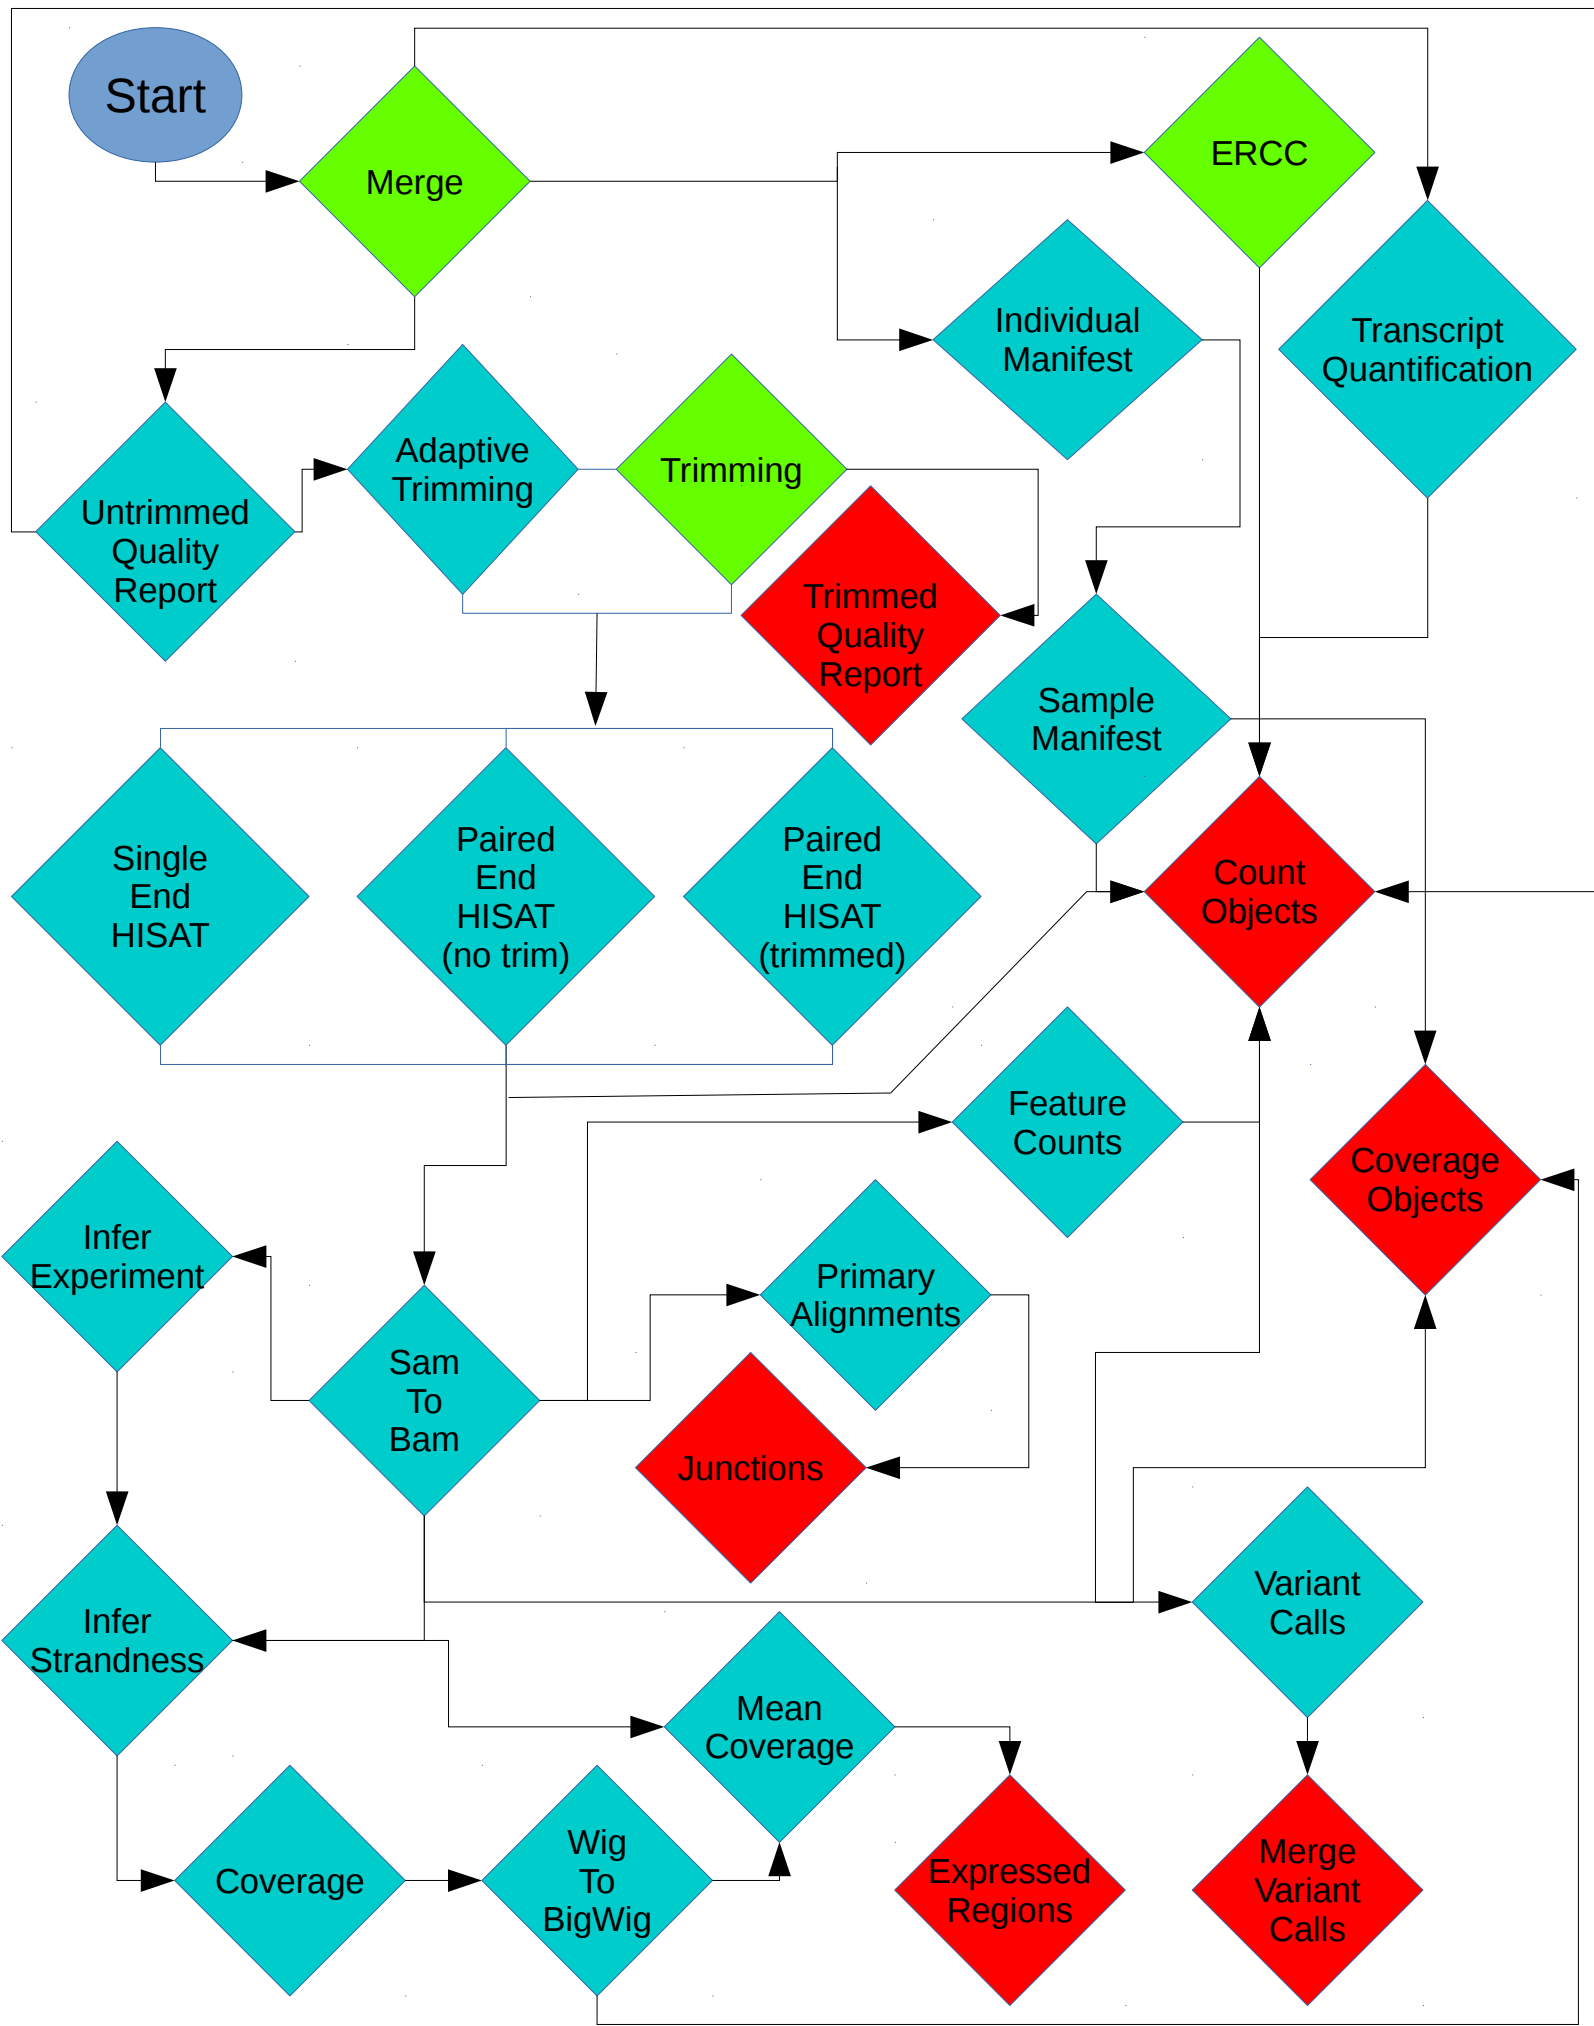 Start
Merge
ERCC
Individual
Manifest
Transcript
Quantification
Adaptive
Trimming
Trimming
Untrimmed
Quality
Report
Trimmed
Quality
Report
Sample
Manifest
Single
End
HISAT
Paired
End
HISAT
(no trim)
Paired
End
HISAT
(trimmed)
Count
Objects
Feature
Counts
Coverage
Objects
Infer
Experiment
Primary
Alignments
Sam
To
Bam
Junctions
Variant
Calls
Infer
Strandness
Mean
Coverage
Coverage
Wig
To
BigWig
Expressed
Regions
Merge
Variant
Calls